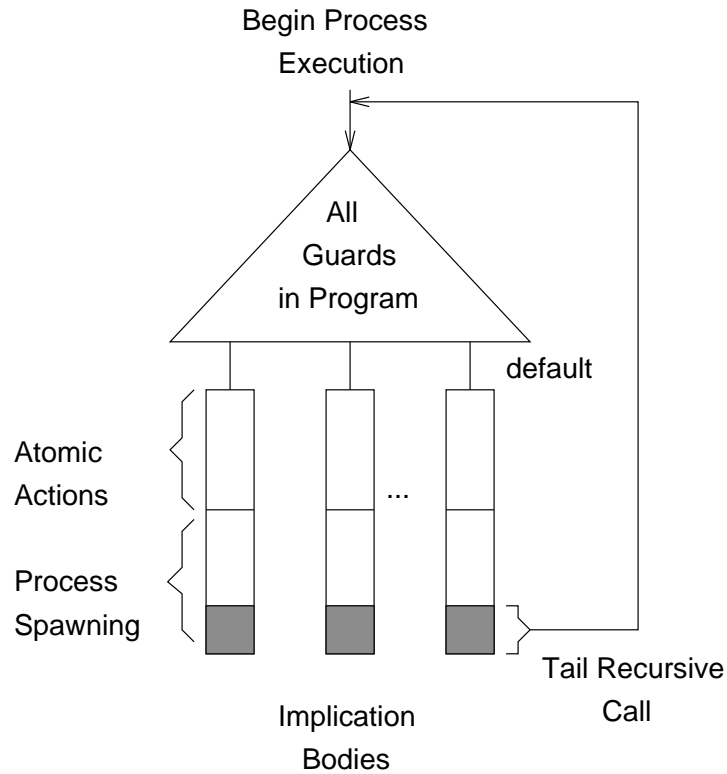 Begin Process
Execution
All
Guards
in Program
default
Atomic
Actions
...
Process
Spawning
Tail Recursive
Call
Implication
Bodies